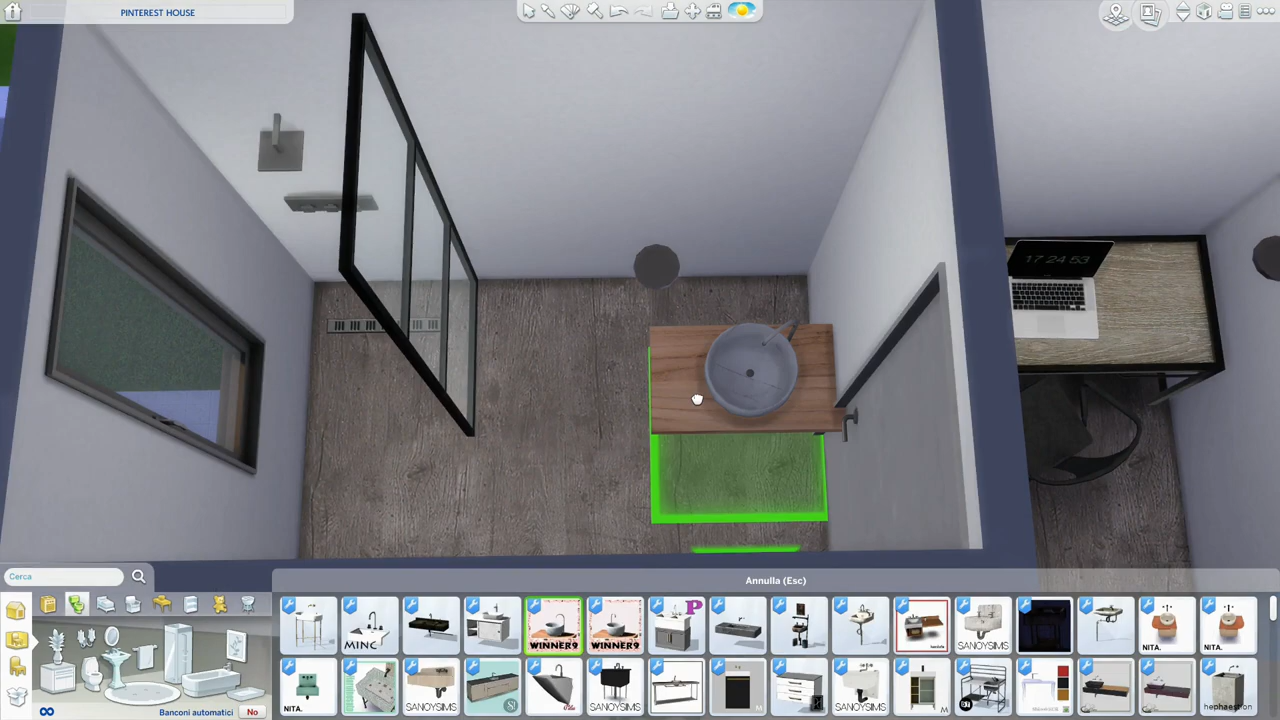 PINTEREST HOUSE
17 24 53
Cerca
Annulla (Esc)
MINC
WINNER9
WINNER9
P
SANOYSIMS
NITA.
NITA.
NITA.
SANOYSIMS
SANOYSIMS
M
SANOYSIMS
M
hephaestion
Banconi automatici
No